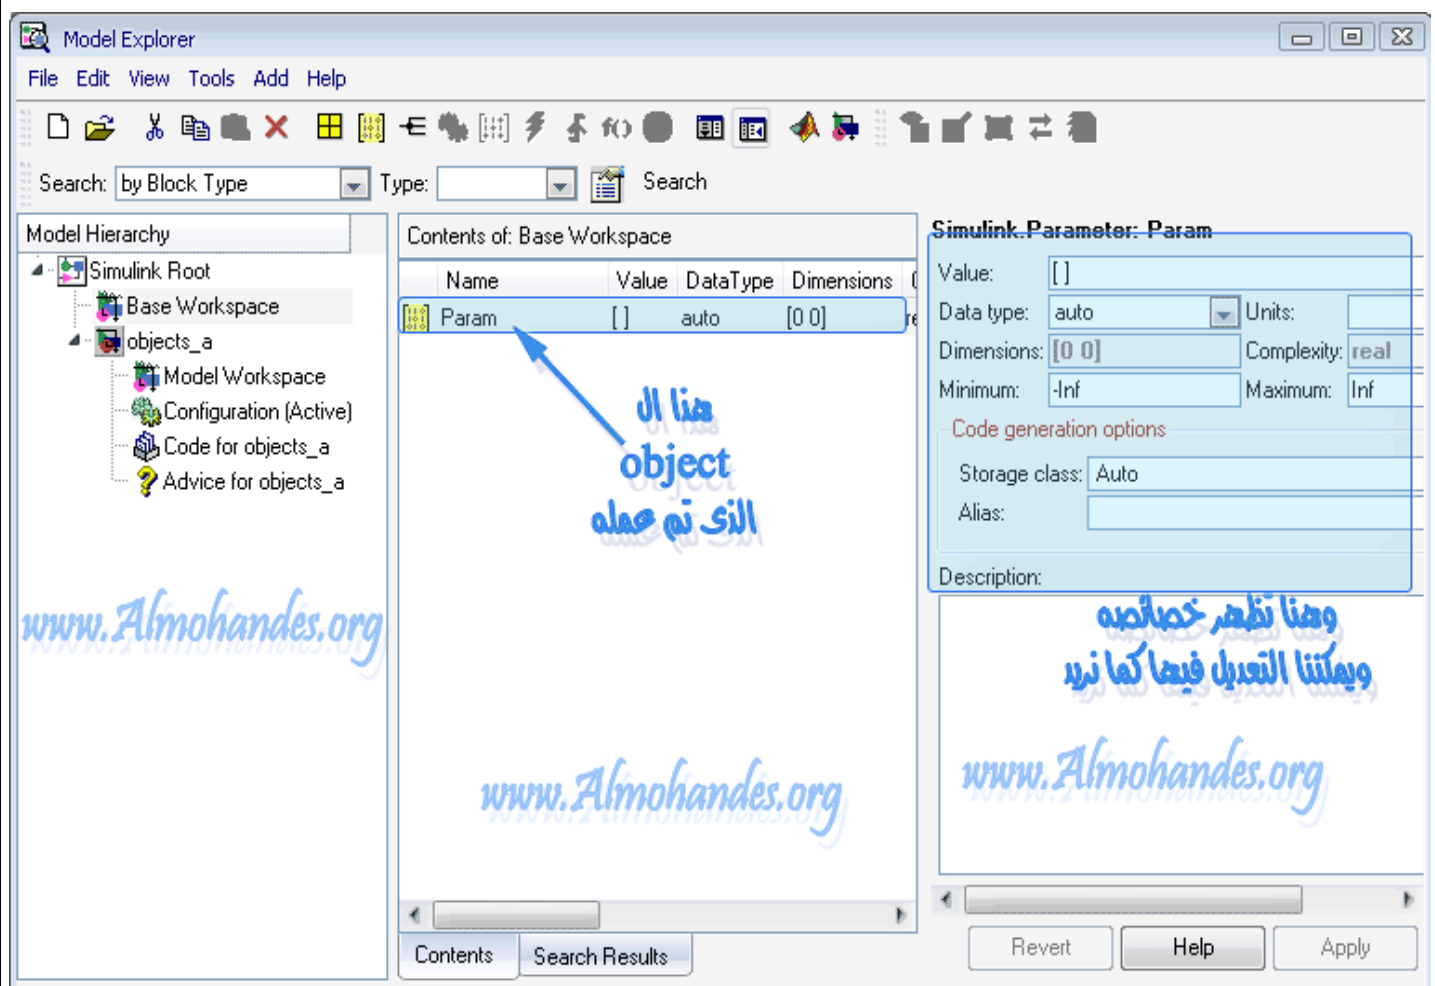 Model Explorer
File Edit View Tools Add Help
Search: by Block Type Type: Search
Model Hierarchy
Simulink Root
Base Workspace
objects_a
Model Workspace
Configuration (Active)
Code for objects_a
Advice for objects_a
www.Almohandes.org
Contents of: Base Workspace
Name Value DataType Dimensions
Param [ ] auto [0 0] re
هنا ال
object
الذى تم عمله
www.Almohandes.org
Contents Search Results
Simulink.Parameter: Param
Value: [ ]
Data type: auto Units:
Dimensions: [0 0] Complexity: real
Minimum: -Inf Maximum: Inf
Code generation options
Storage class: Auto
Alias:
Description:
وهنا تظهر خصائصه
ويمكننا التعديل فيها كما نريد
www.Almohandes.org
Revert Help Apply